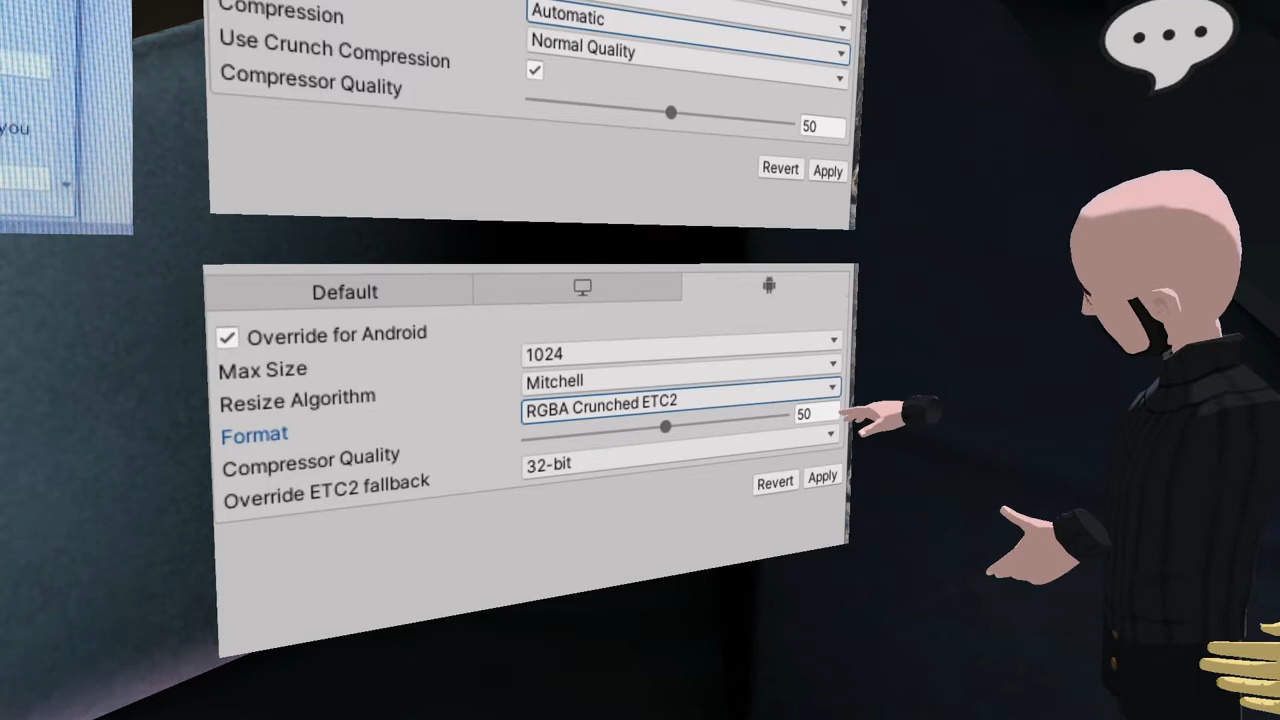 Compression
Automatic
Use Crunch Compression
Normal Quality
Compressor Quality
50
Revert
Apply
you
Default
Override for Android
Max Size
1024
Resize Algorithm
Mitchell
Format
RGBA Crunched ETC2
Compressor Quality
50
Override ETC2 fallback
32-bit
Revert
Apply